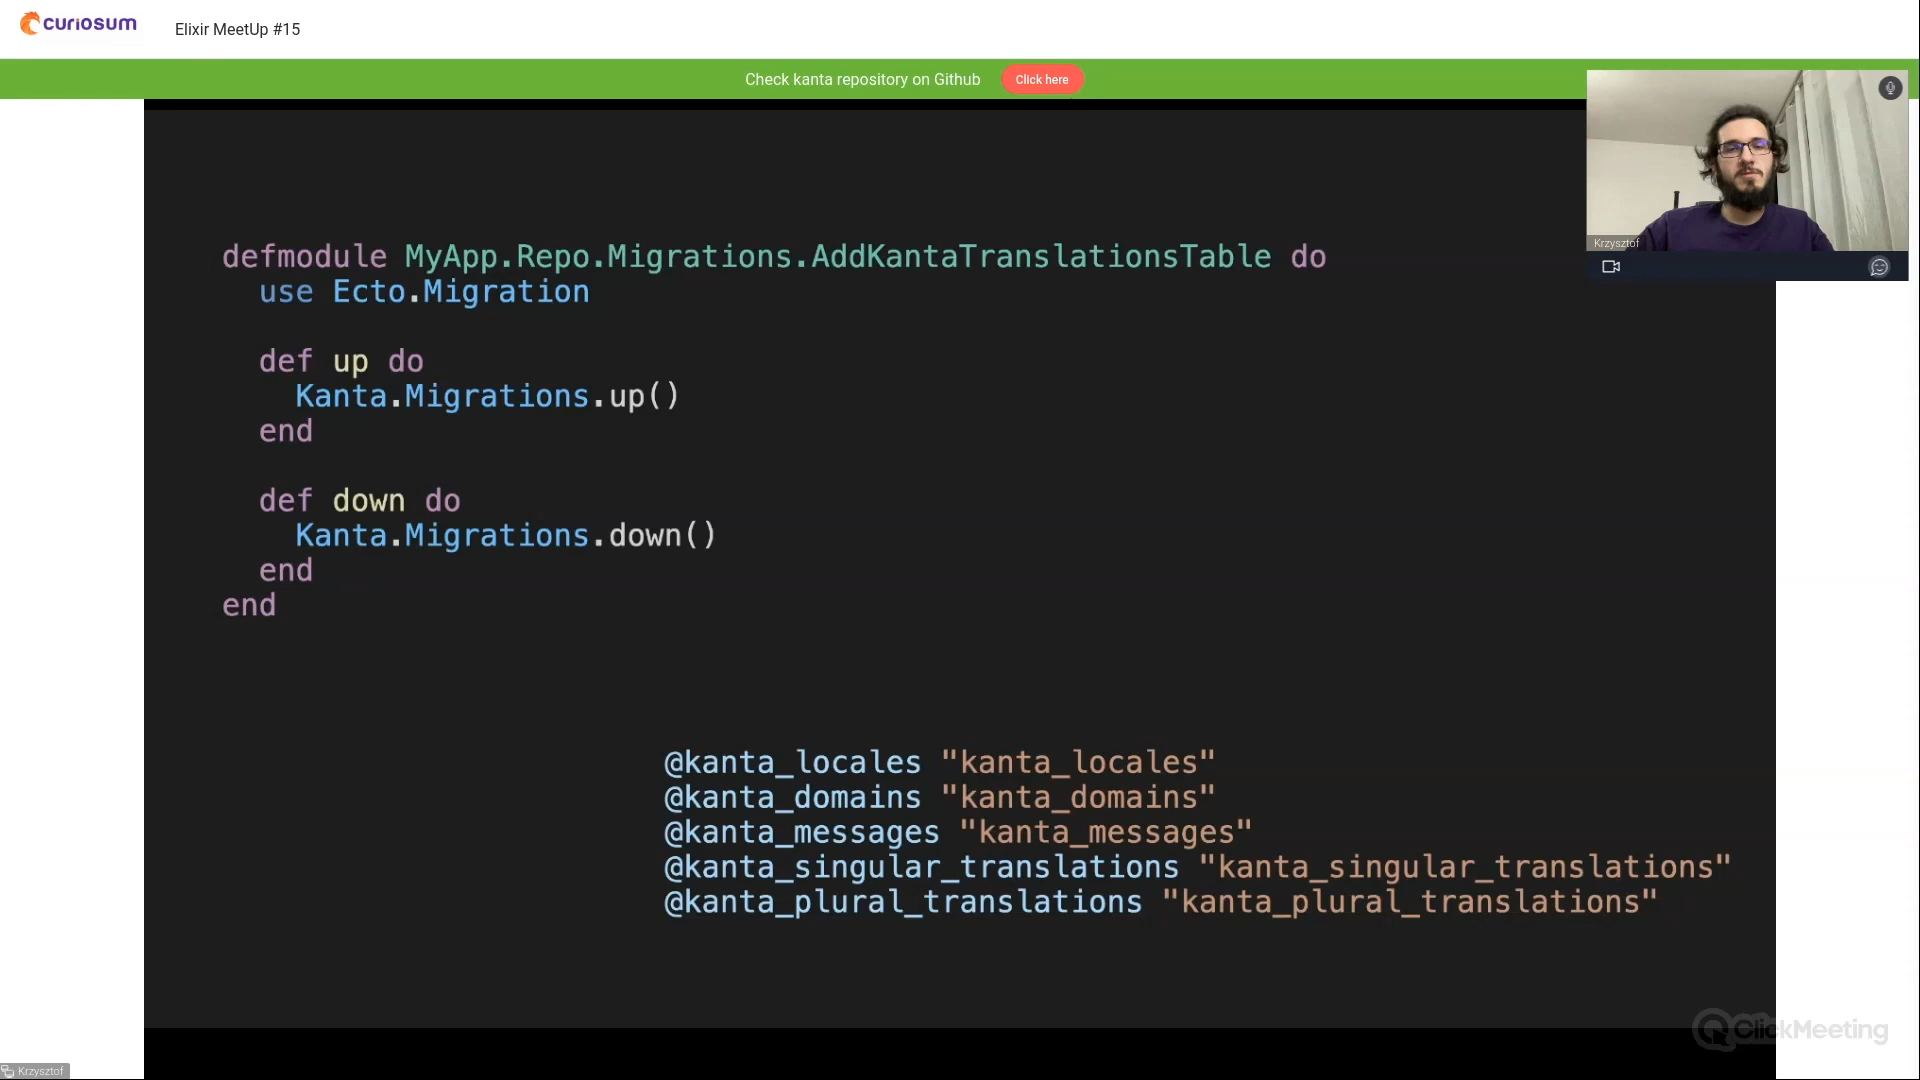 curiosum
Elixir MeetUp #15
Check kanta repository on Github
Click here
Krzysztof
defmodule MyApp.Repo.Migrations.AddKantaTranslationsTable do
  use Ecto.Migration
  def up do
    Kanta.Migrations.up()
  end
  def down do
    Kanta.Migrations.down()
  end
end
@kanta_locales "kanta_locales"
@kanta_domains "kanta_domains"
@kanta_messages "kanta_messages"
@kanta_singular_translations "kanta_singular_translations"
@kanta_plural_translations "kanta_plural_translations"
ClickMeeting
Krzysztof